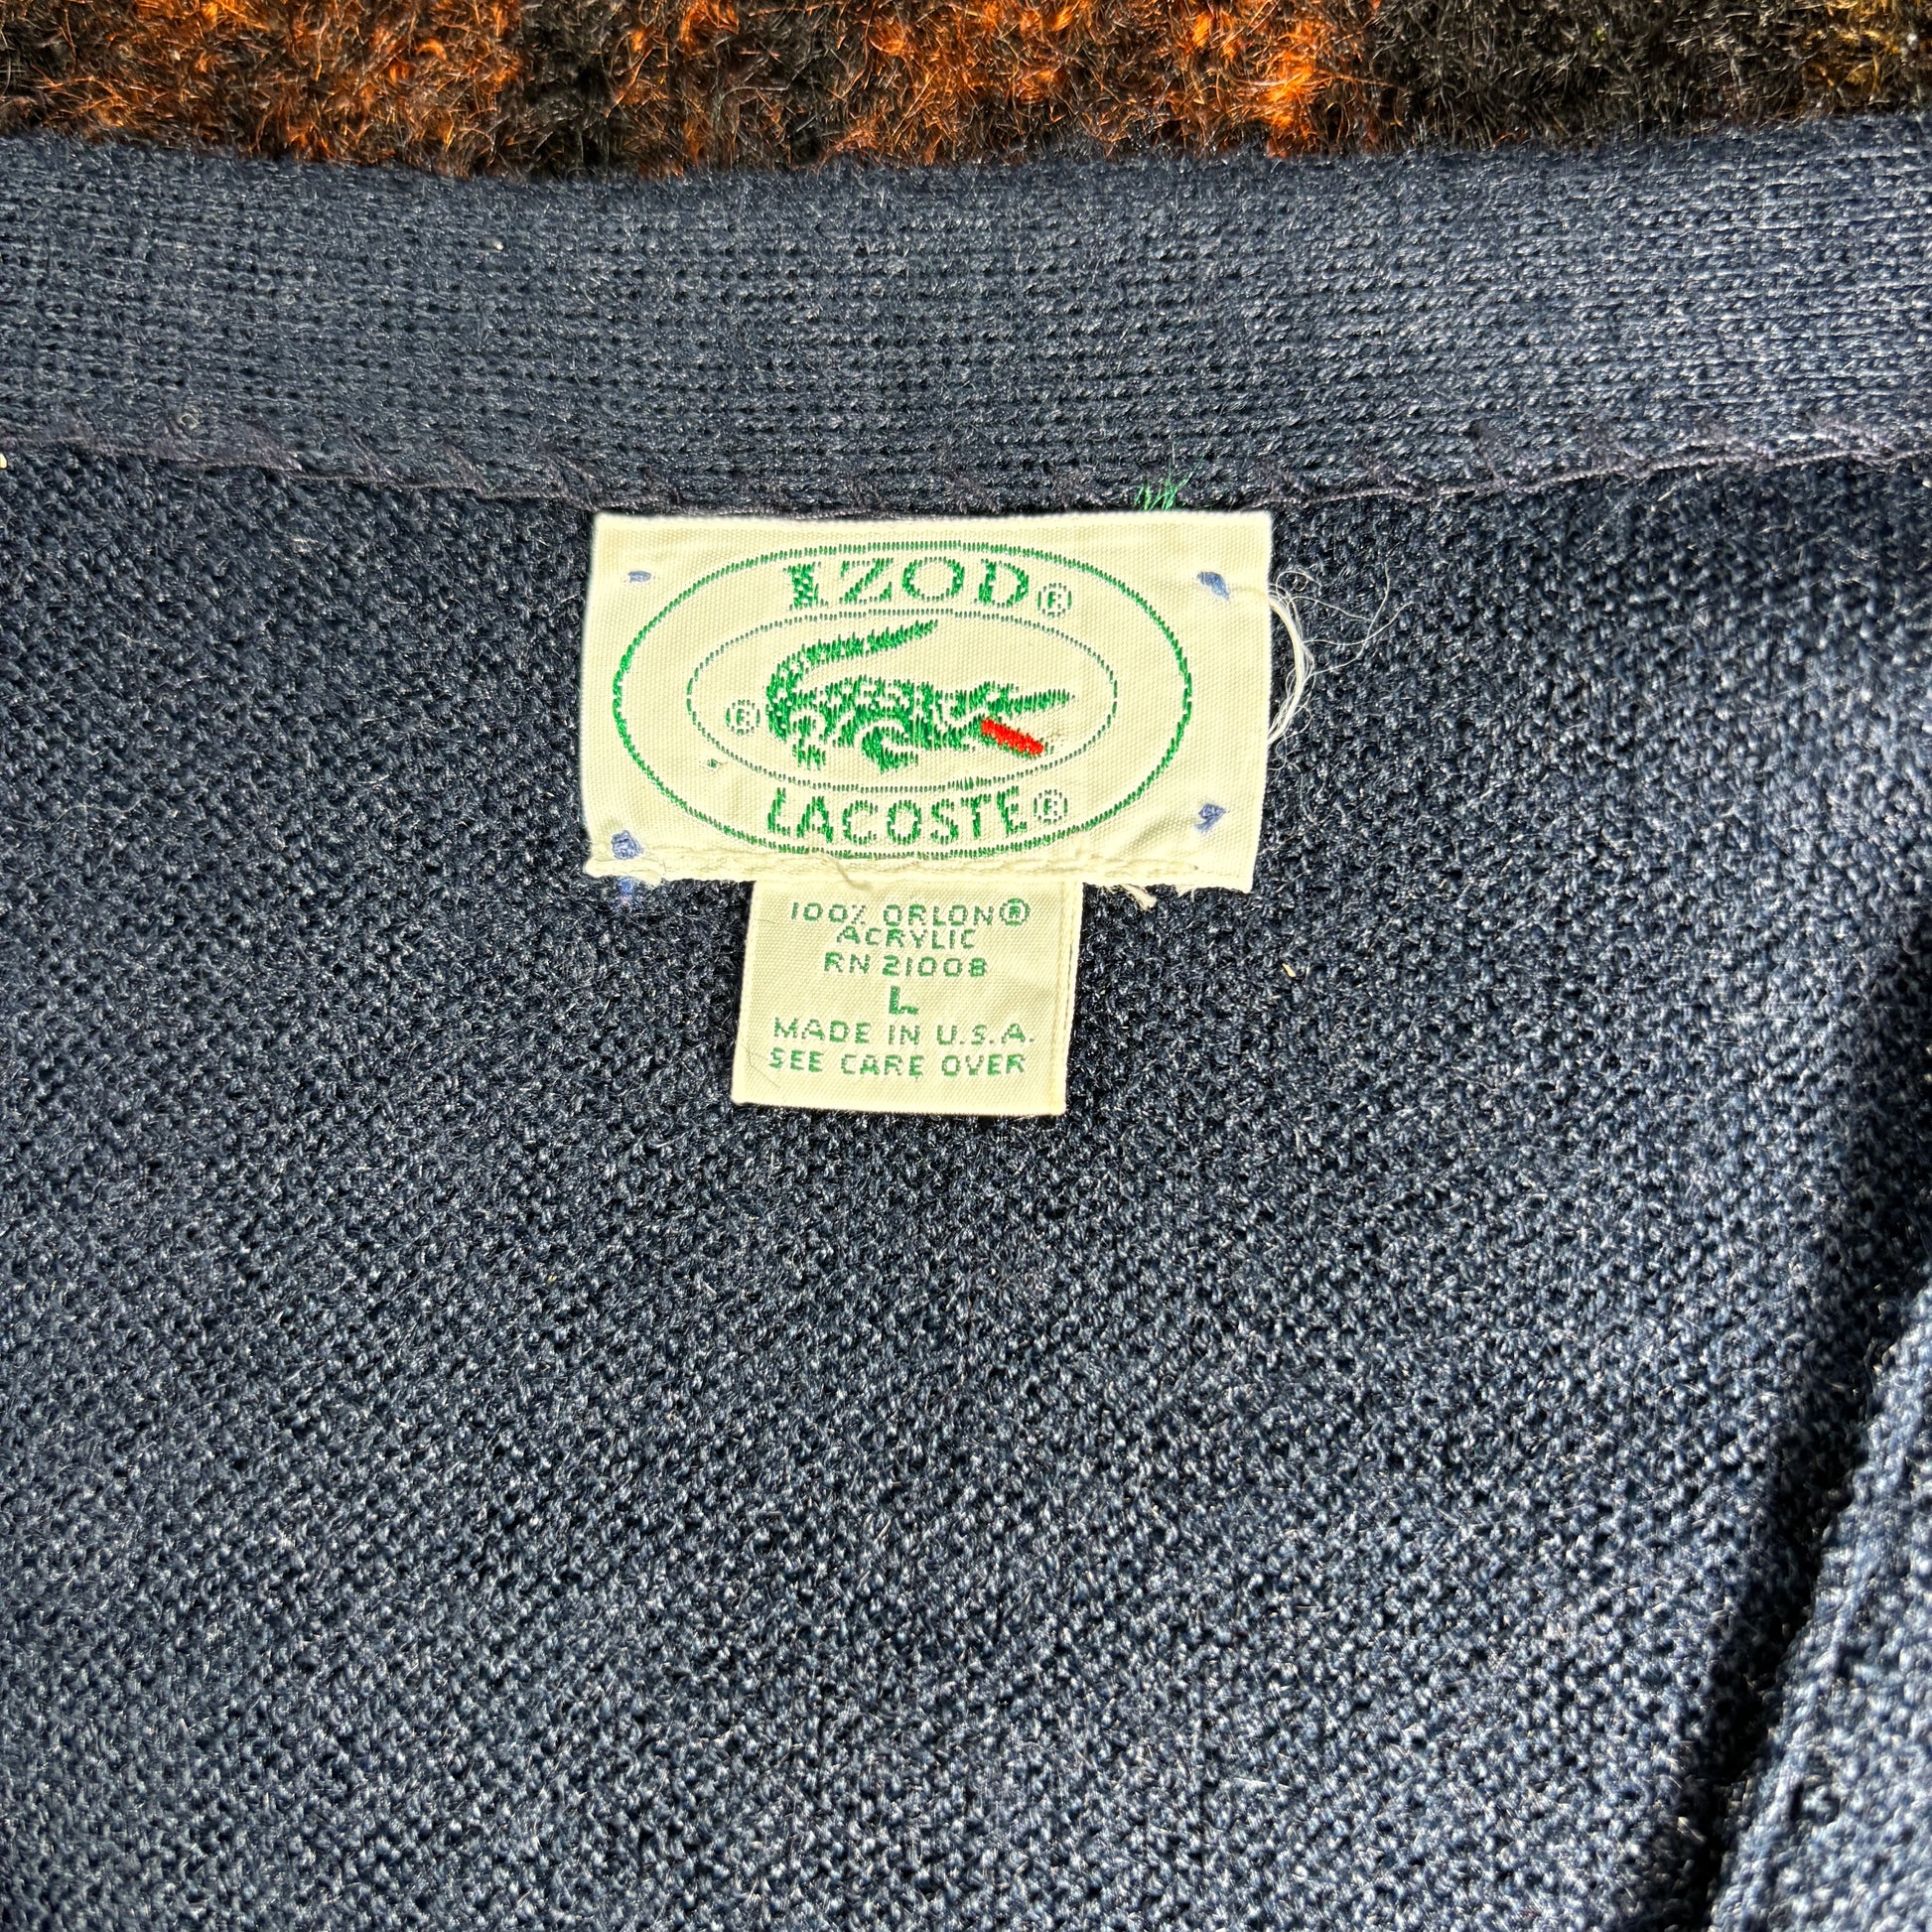 IZOD®
®
LACOSTE®
100% ORLON®
ACRYLIC
RN 21008
L
MADE IN U.S.A.
SEE CARE OVER